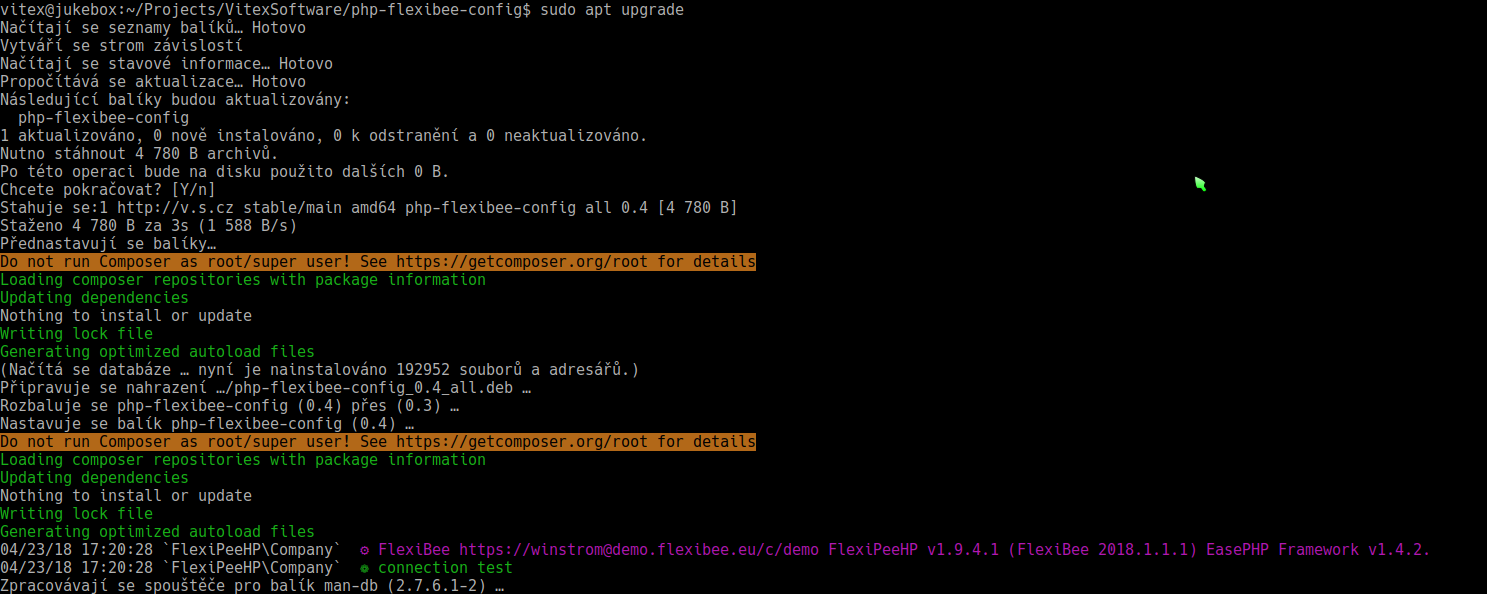 vitex@jukebox:~/Projects/VitexSoftware/php-flexibee-config$ sudo apt upgrade
Načítají se seznamy balíků… Hotovo
Vytváří se strom závislostí
Načítají se stavové informace… Hotovo
Propočítává se aktualizace… Hotovo
Následující balíky budou aktualizovány:
  php-flexibee-config
1 aktualizováno, 0 nově instalováno, 0 k odstranění a 0 neaktualizováno.
Nutno stáhnout 4 780 B archivů.
Po této operaci bude na disku použito dalších 0 B.
Chcete pokračovat? [Y/n]
Stahuje se:1 http://v.s.cz stable/main amd64 php-flexibee-config all 0.4 [4 780 B]
Staženo 4 780 B za 3s (1 588 B/s)
Přednastavují se balíky…
Do not run Composer as root/super user! See https://getcomposer.org/root for details
Loading composer repositories with package information
Updating dependencies
Nothing to install or update
Writing lock file
Generating optimized autoload files
(Načítá se databáze … nyní je nainstalováno 192952 souborů a adresářů.)
Připravuje se nahrazení …/php-flexibee-config_0.4_all.deb …
Rozbaluje se php-flexibee-config (0.4) přes (0.3) …
Nastavuje se balík php-flexibee-config (0.4) …
Do not run Composer as root/super user! See https://getcomposer.org/root for details
Loading composer repositories with package information
Updating dependencies
Nothing to install or update
Writing lock file
Generating optimized autoload files
04/23/18 17:20:28 `FlexiPeeHP\Company`  ⚙ FlexiBee https://winstrom@demo.flexibee.eu/c/demo FlexiPeeHP v1.9.4.1 (FlexiBee 2018.1.1.1) EasePHP Framework v1.4.2.
04/23/18 17:20:28 `FlexiPeeHP\Company`  ❁ connection test
Zpracovávají se spouštěče pro balík man-db (2.7.6.1-2) …